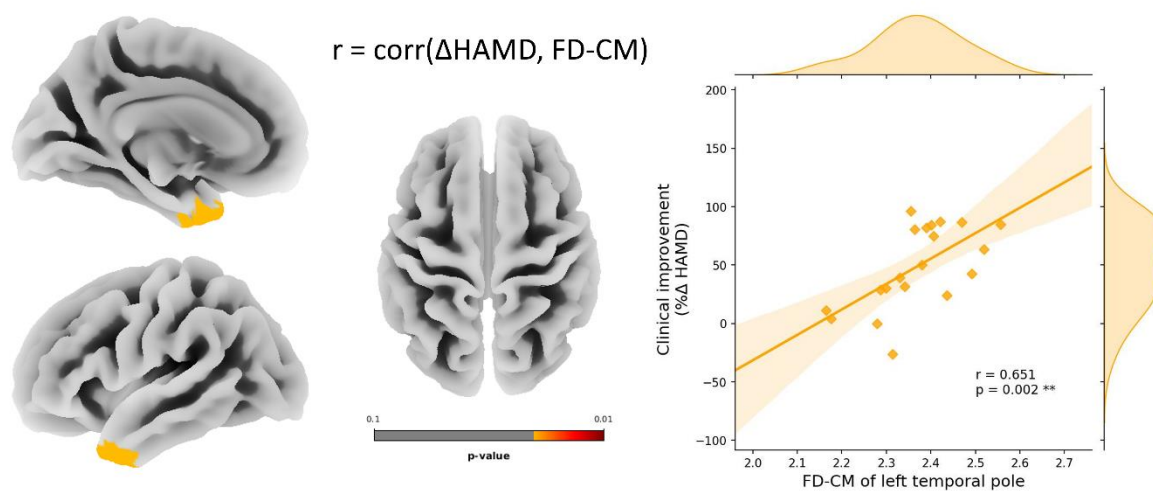 r = corr(ΔHAMD, FD-CM)
0.1 0.01
p-value
200
150
100
50
0
−50
−100
Clinical improvement
(%Δ HAMD)
r = 0.651
p = 0.002 **
2.0 2.1 2.2 2.3 2.4 2.5 2.6 2.7
FD-CM of left temporal pole